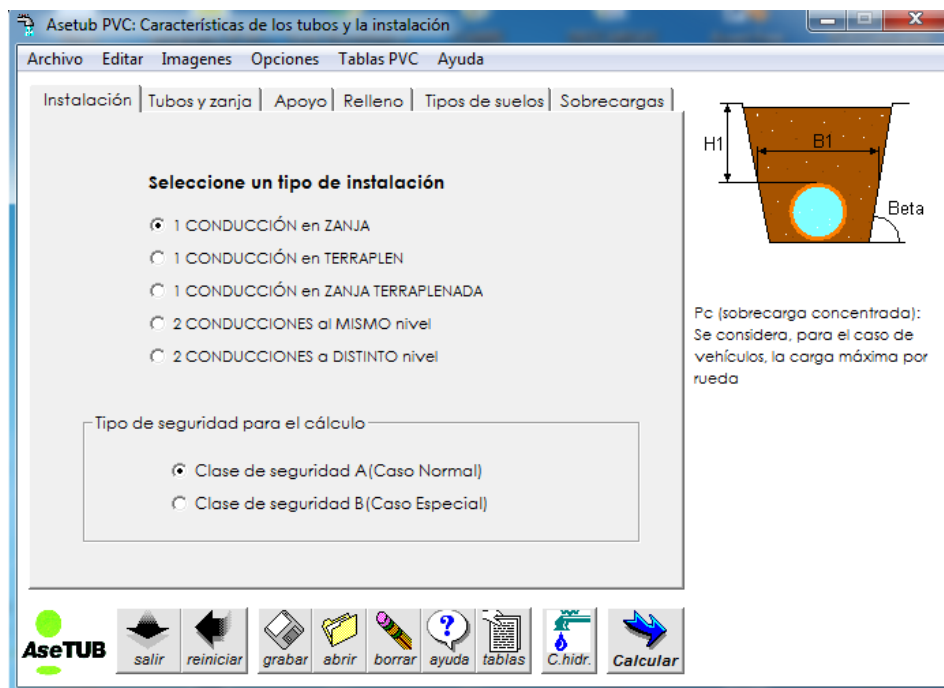 Asetub PVC: Características de los tubos y la instalación
Archivo Editar Imagenes Opciones Tablas PVC Ayuda
Instalación Tubos y zanja Apoyo Relleno Tipos de suelos Sobrecargas
Seleccione un tipo de instalación
1 CONDUCCIÓN en ZANJA
1 CONDUCCIÓN en TERRAPLEN
1 CONDUCCIÓN en ZANJA TERRAPLENADA
2 CONDUCCIONES al MISMO nivel
2 CONDUCCIONES a DISTINTO nivel
Tipo de seguridad para el cálculo
Clase de seguridad A(Caso Normal)
Clase de seguridad B(Caso Especial)
H1
B1
Beta
Pc (sobrecarga concentrada):
Se considera, para el caso de
vehículos, la carga máxima por
rueda
AseTUB
salir reiniciar grabar abrir borrar ayuda tablas C.hidr. Calcular